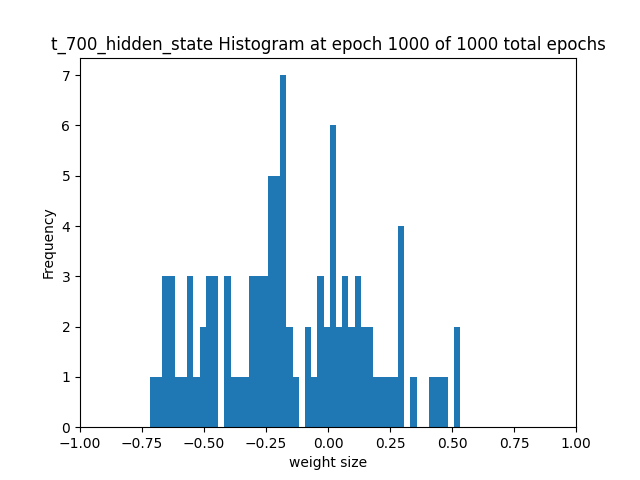 t_700_hidden_state Histogram at epoch 1000 of 1000 total epochs
7
6
5
4
3
2
1
0
Frequency
−1.00 −0.75 −0.50 −0.25 0.00 0.25 0.50 0.75 1.00
weight size